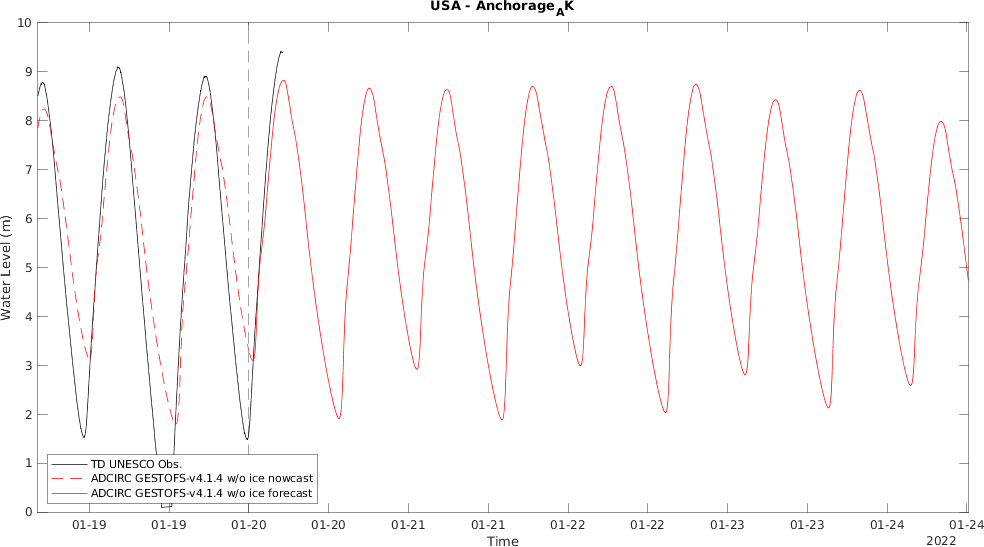 USA - Anchorage_AK
10
9
8
7
6
5
4
3
2
1
0
Water Level (m)
TD UNESCO Obs.
ADCIRC GESTOFS-v4.1.4 w/o ice nowcast
ADCIRC GESTOFS-v4.1.4 w/o ice forecast
01-19 01-19 01-20 01-20 01-21 01-21 01-22 01-22 01-23 01-23 01-24 01-24
Time
2022